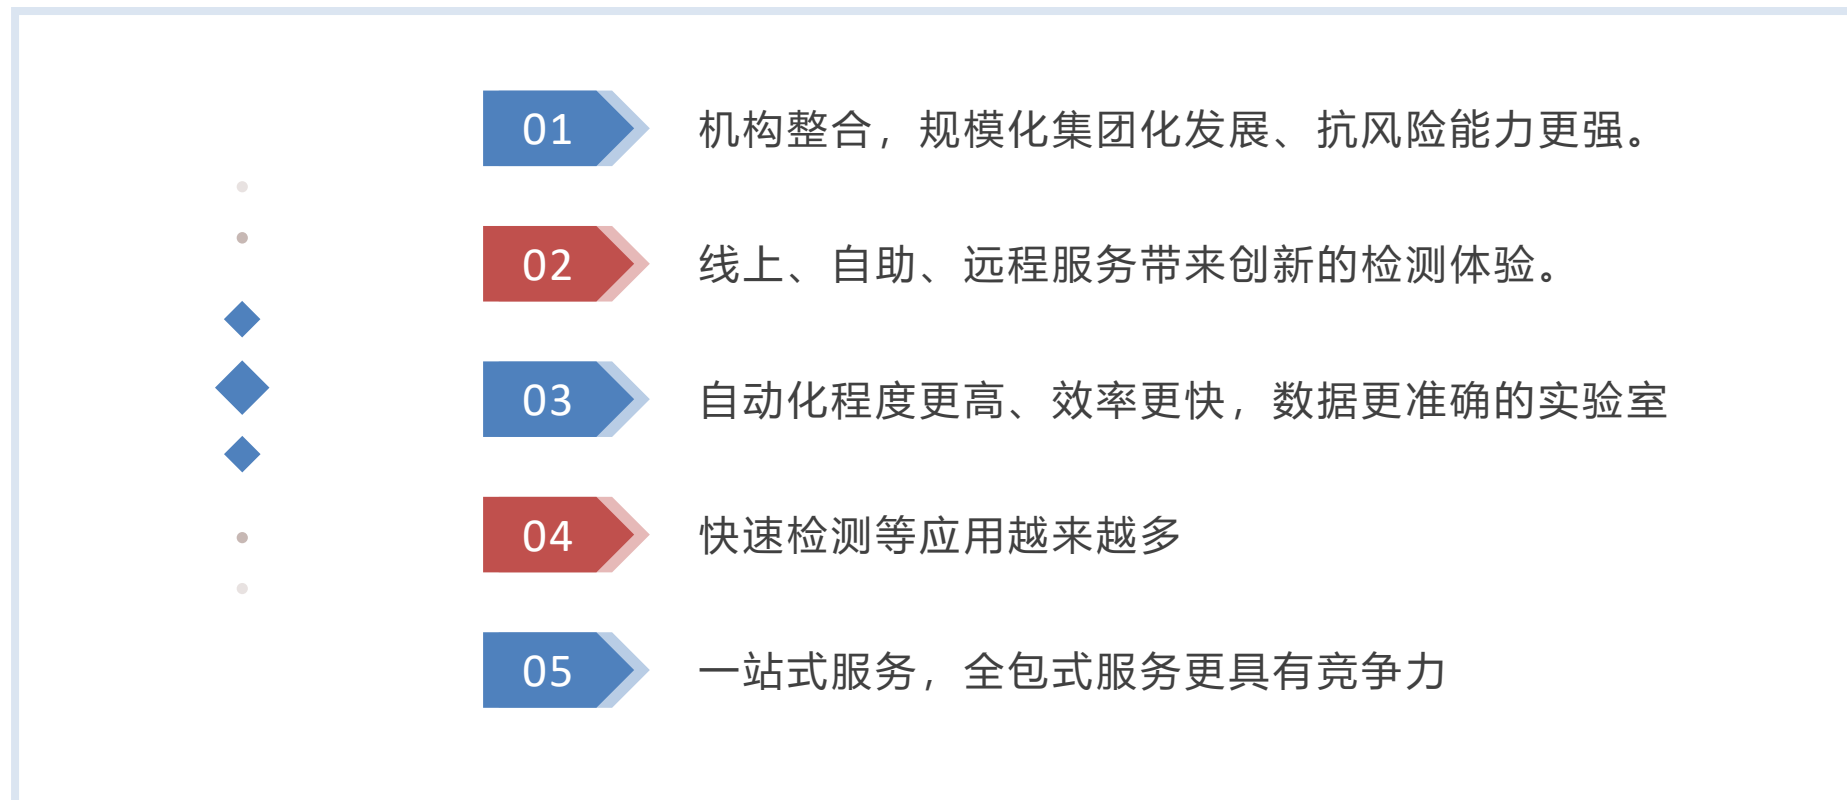 01 机构整合，规模化集团化发展、抗风险能力更强。
02 线上、自助、远程服务带来创新的检测体验。
03 自动化程度更高、效率更快，数据更准确的实验室
04 快速检测等应用越来越多
05 一站式服务，全包式服务更具有竞争力